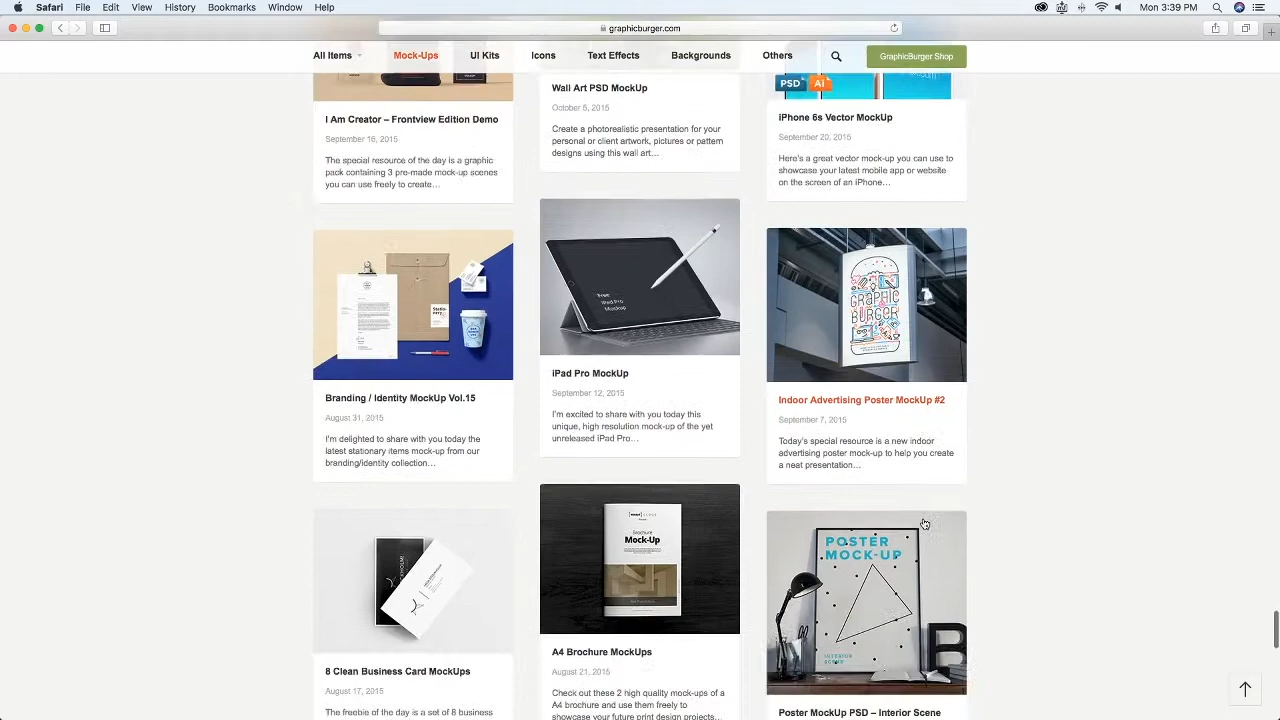 Safari File Edit View History Bookmarks Window Help
Mon 3:39 PM
graphicburger.com
All Items Mock-Ups UI Kits Icons Text Effects Backgrounds Others GraphicBurger Shop
I Am Creator – Frontview Edition Demo
September 16, 2015
The special resource of the day is a graphic
pack containing 3 pre-made mock-up scenes
you can use freely to create…
Wall Art PSD MockUp
October 5, 2015
Create a photorealistic presentation for your
personal or client artwork, pictures or pattern
designs using this wall art…
PSD Ai
iPhone 6s Vector MockUp
September 20, 2015
Here's a great vector mock-up you can use to
showcase your latest mobile app or website
on the screen of an iPhone…
Branding / Identity MockUp Vol.15
August 31, 2015
I'm delighted to share with you today the
latest stationary items mock-up from our
branding/identity collection…
Free
iPad Pro
Mockup
iPad Pro MockUp
September 12, 2015
I'm excited to share with you today this
unique, high resolution mock-up of the yet
unreleased iPad Pro…
GRAPHIC
BURGER
Indoor Advertising Poster MockUp #2
September 7, 2015
Today's special resource is a new indoor
advertising poster mock-up to help you create
a neat presentation…
8 Clean Business Card MockUps
August 17, 2015
The freebie of the day is a set of 8 business
Brochure
Mock-Up
A4 Brochure MockUps
August 21, 2015
Check out these 2 high quality mock-ups of a
A4 brochure and use them freely to
showcase your future print design projects…
POSTER
MOCK-UP
INTERIOR
SCENE
B
Poster MockUp PSD – Interior Scene